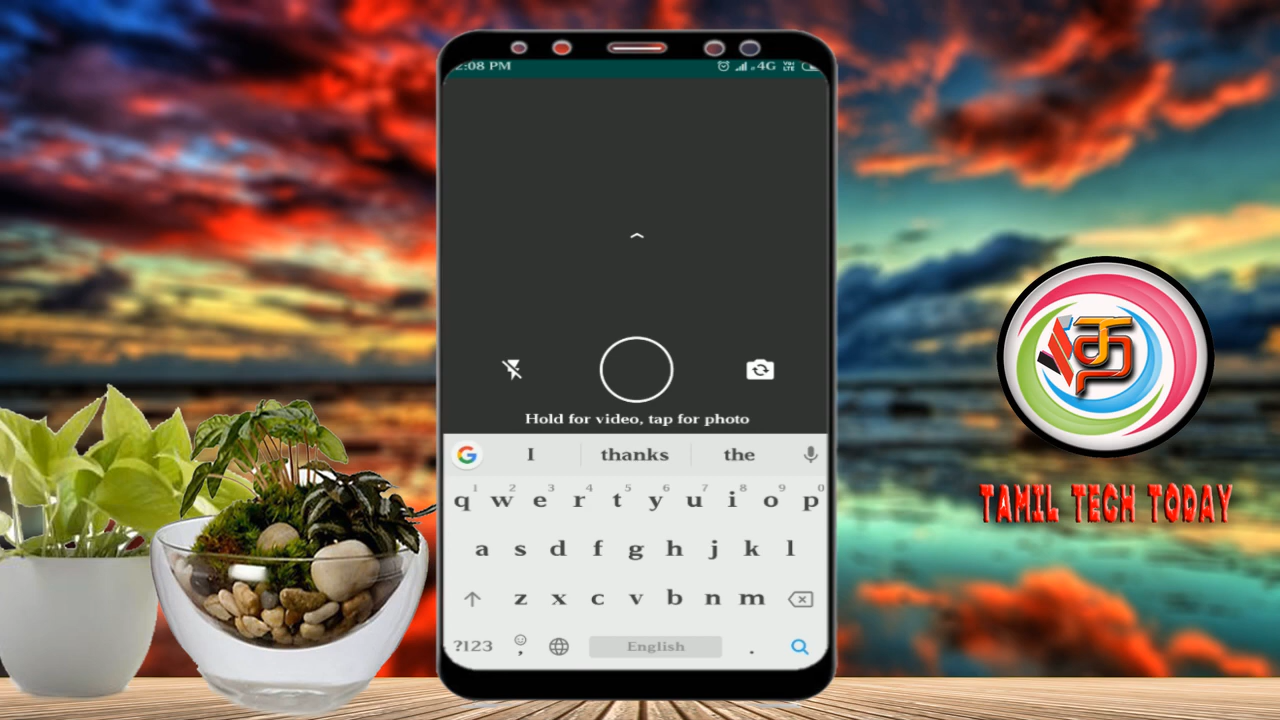 2:08 PM 4G
Hold for video, tap for photo
G I thanks the
1 2 3 4 5 6 7 8 9 0
q w e r t y u i o p
a s d f g h j k l
z x c v b n m
?123 , English .
TAMIL TECH TODAY